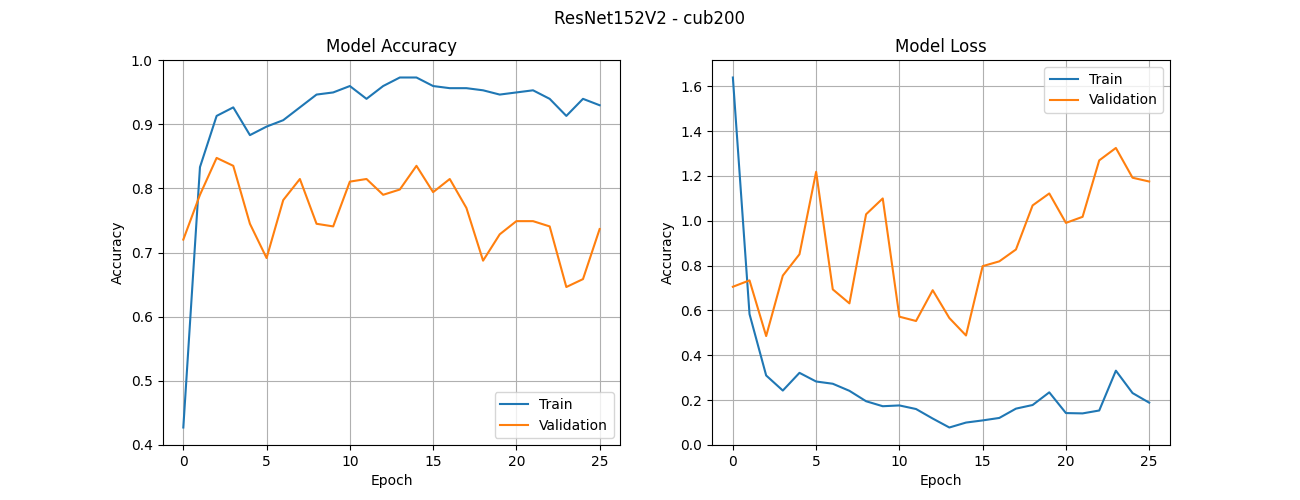 ResNet152V2 - cub200
Model Accuracy
1.0
0.9
0.8
0.7
0.6
0.5
0.4
Accuracy
0 5 10 15 20 25
Epoch
Train
Validation
Model Loss
1.6
1.4
1.2
1.0
0.8
0.6
0.4
0.2
0.0
Accuracy
0 5 10 15 20 25
Epoch
Train
Validation